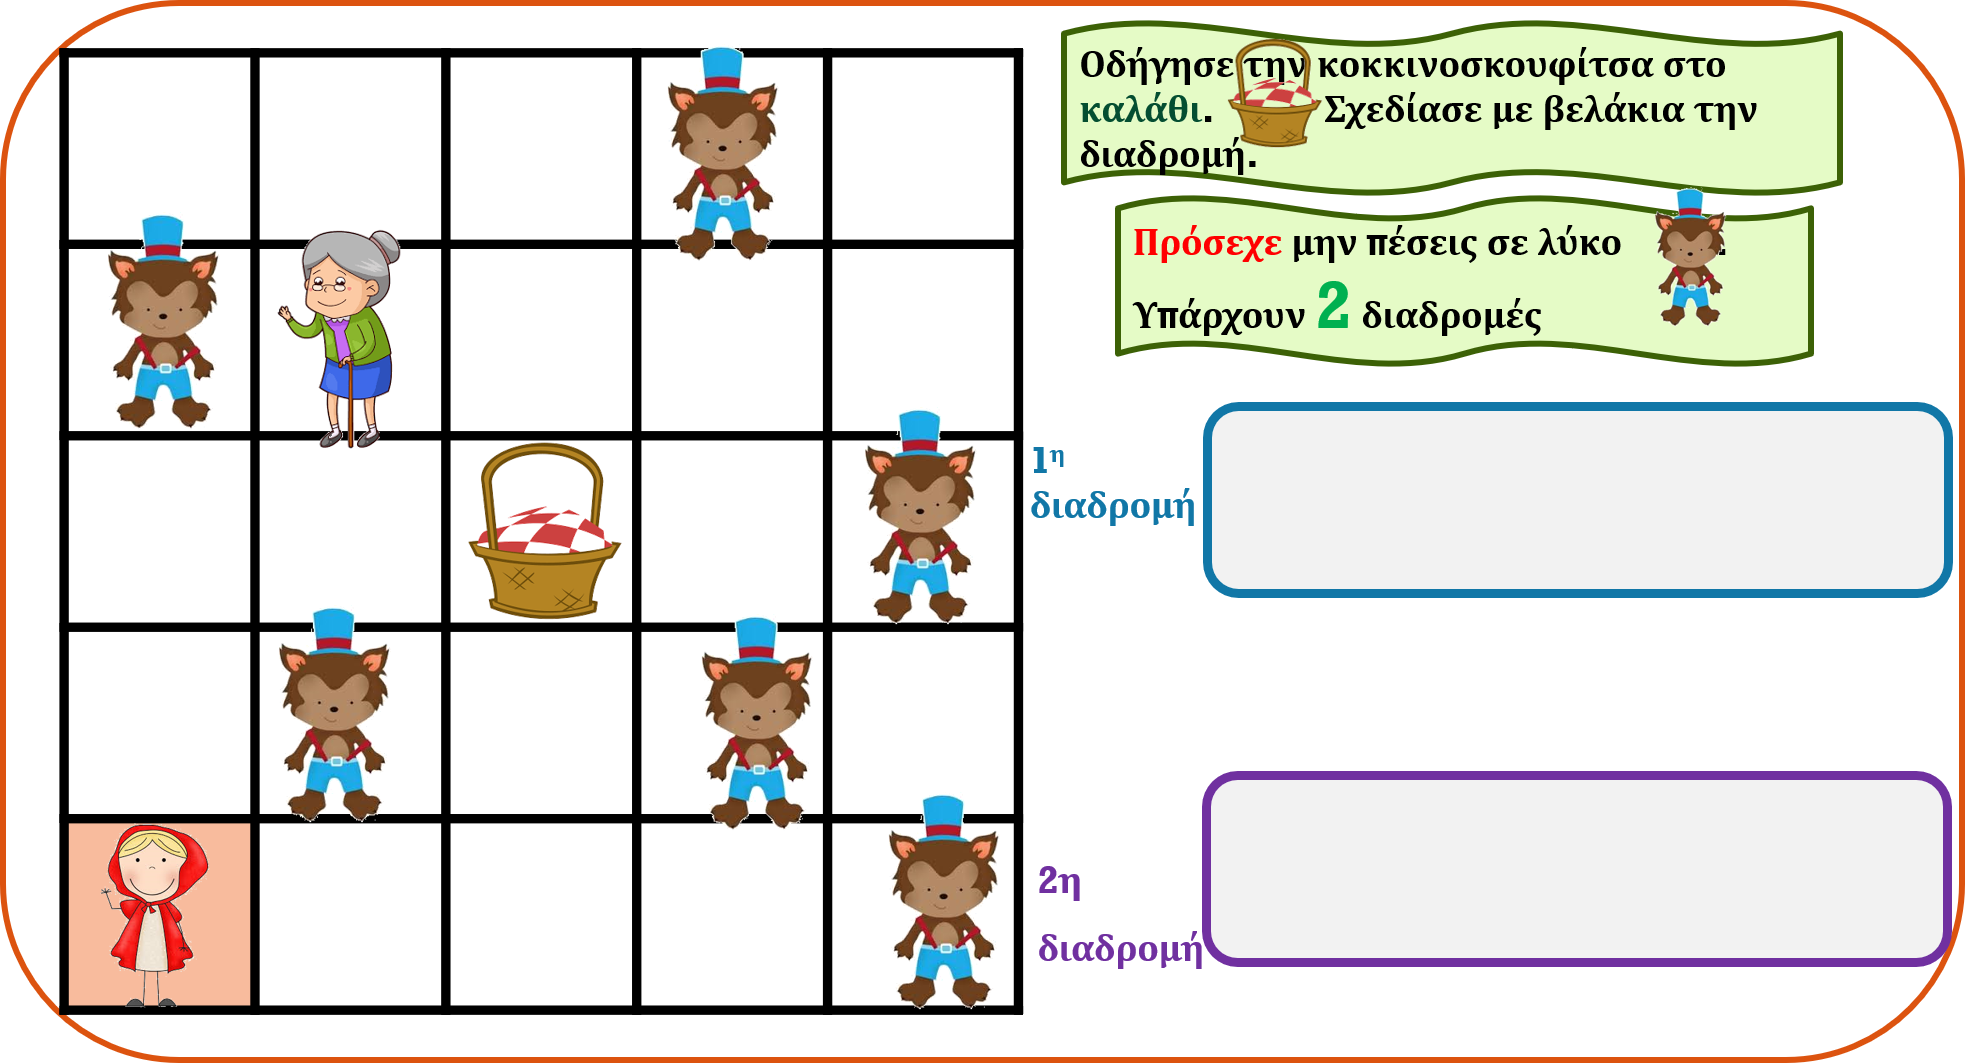 Οδήγησε την κοκκινοσκουφίτσα στο
καλάθι. Σχεδίασε με βελάκια την
διαδρομή.
Πρόσεχε μην πέσεις σε λύκο .
Υπάρχουν 2 διαδρομές
1η
διαδρομή
2η
διαδρομή